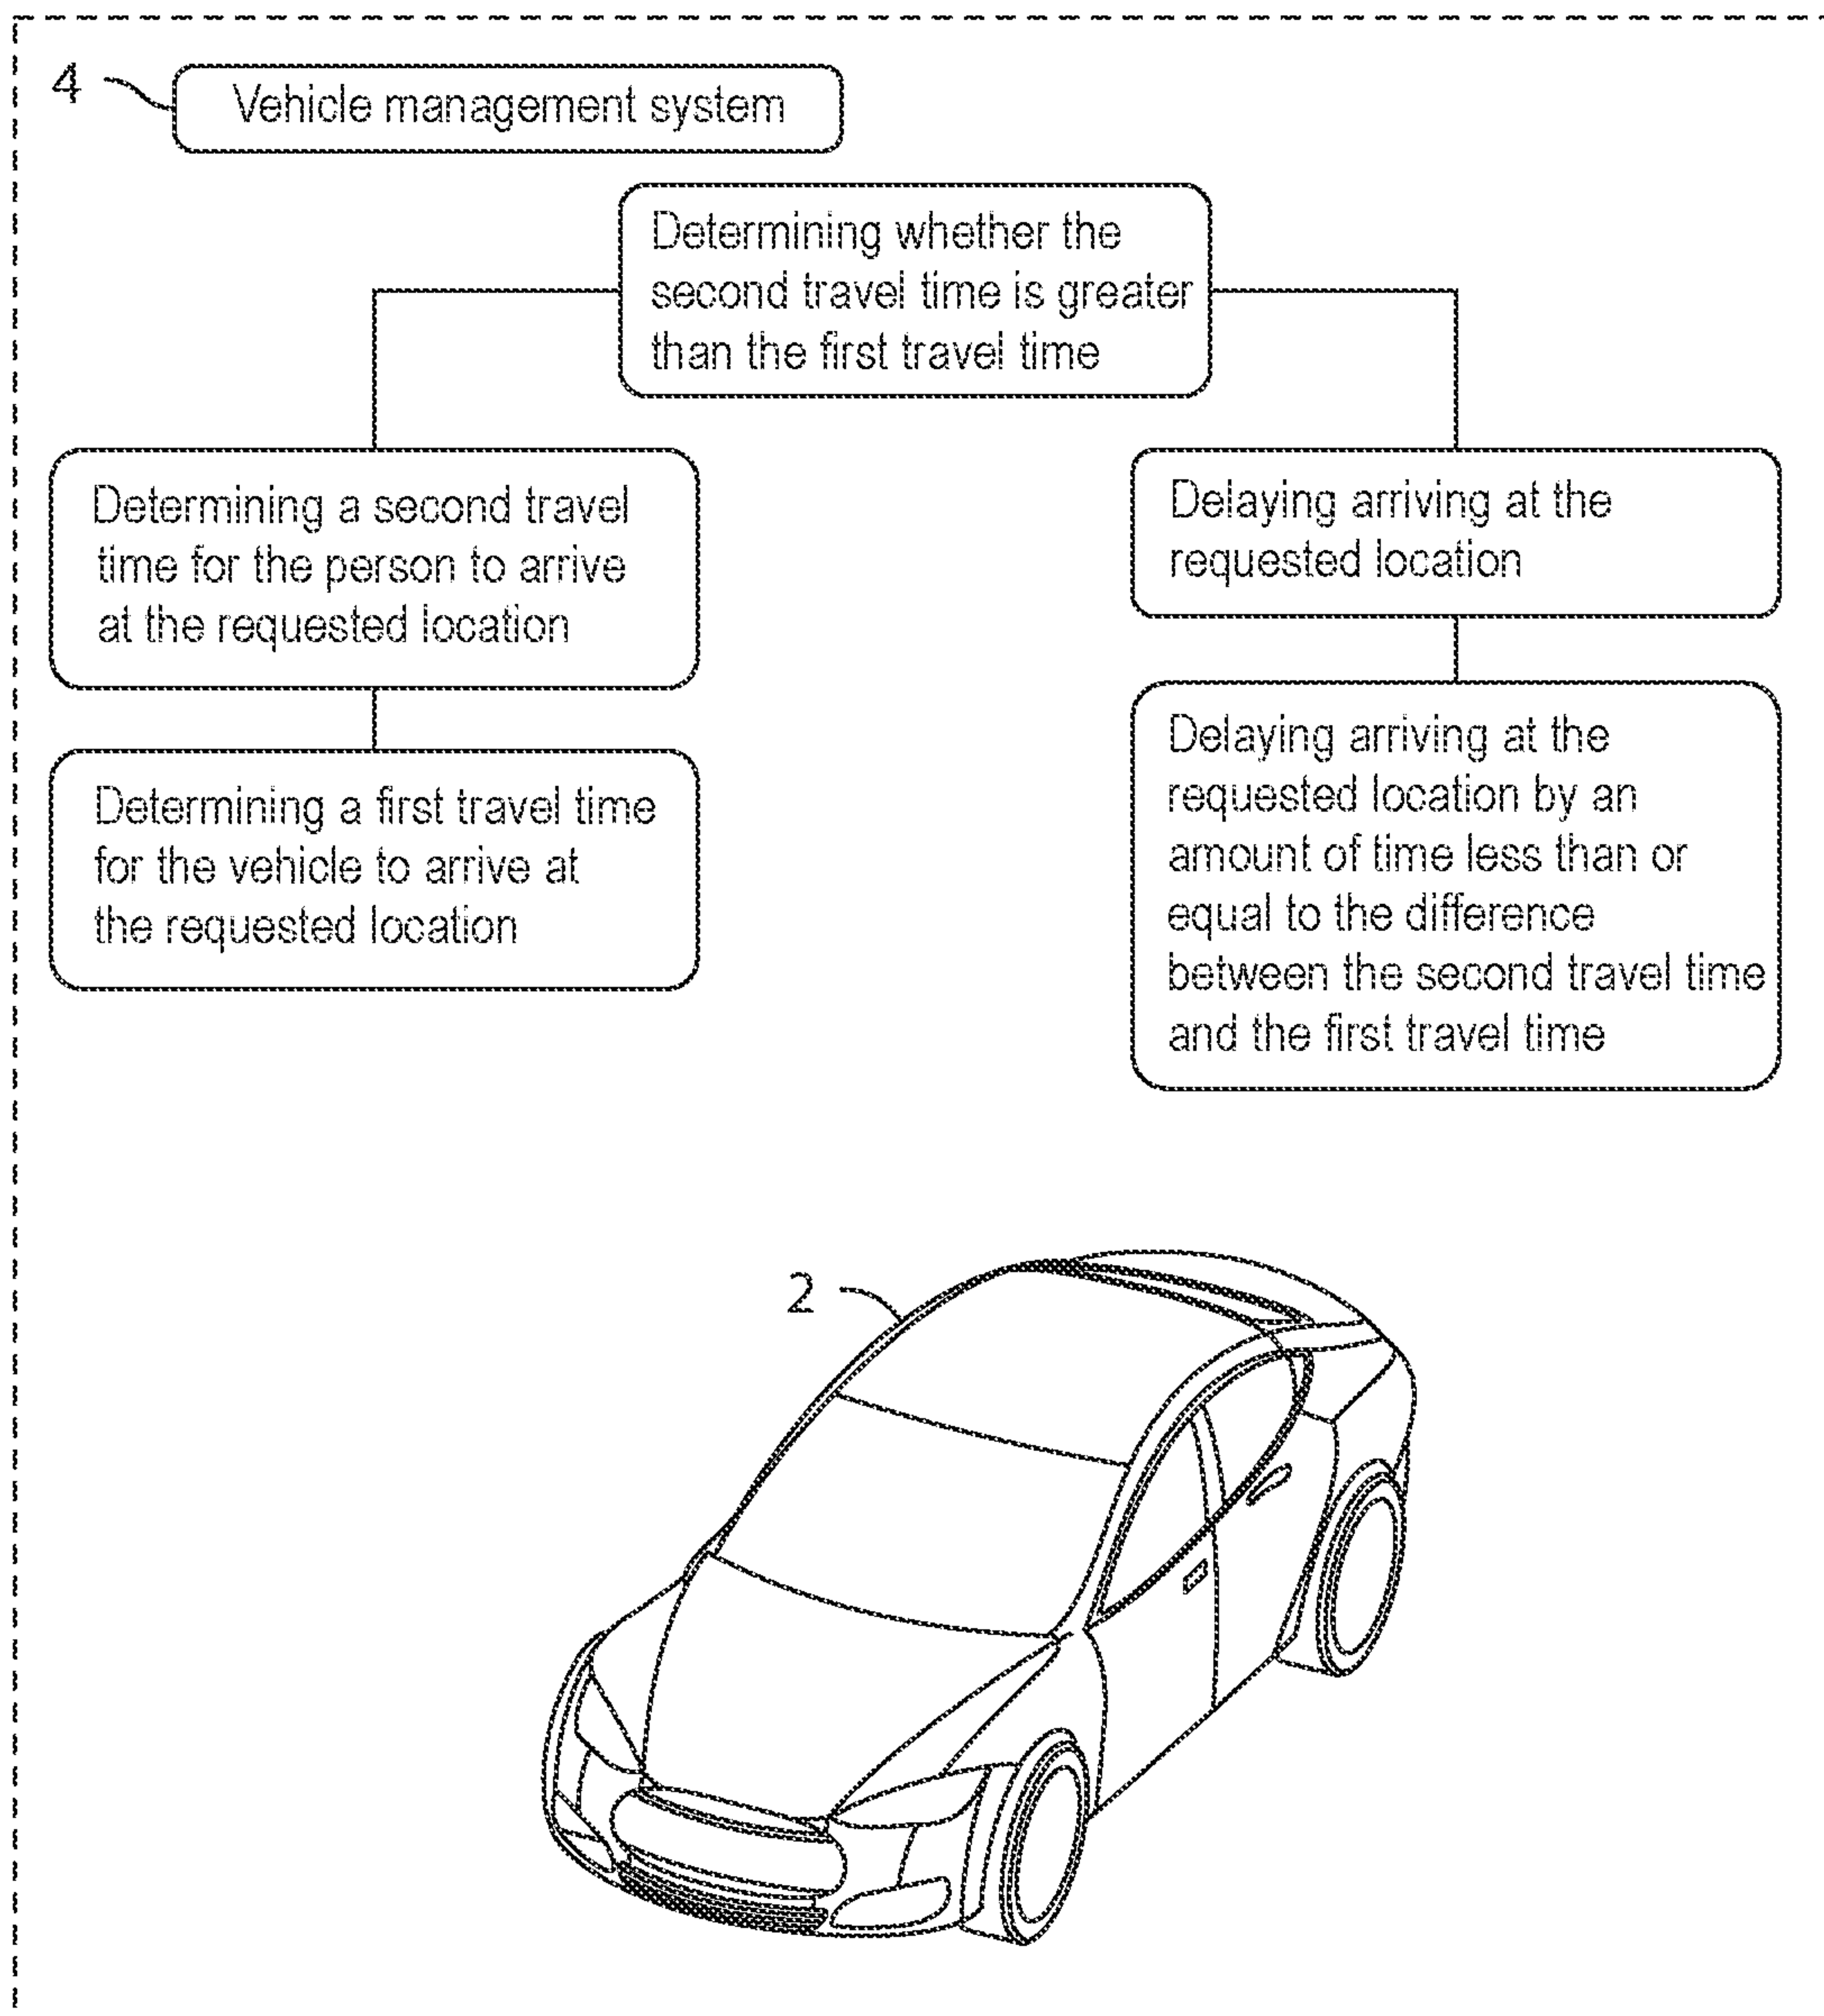 4
Vehicle management system
Determining whether the
second travel time is greater
than the first travel time
Determining a second travel
time for the person to arrive
at the requested location
Determining a first travel time
for the vehicle to arrive at
the requested location
Delaying arriving at the
requested location
Delaying arriving at the
requested location by an
amount of time less than or
equal to the difference
between the second travel time
and the first travel time
2